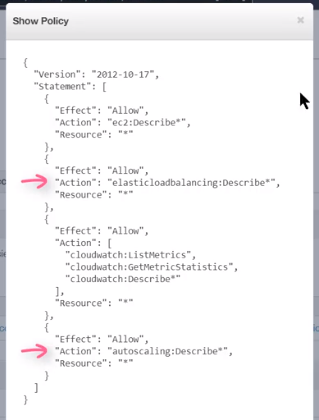 Show Policy
×
{
"Version": "2012-10-17",
"Statement": [
{
"Effect": "Allow",
"Action": "ec2:Describe*",
"Resource": "*"
},
{
"Effect": "Allow",
"Action": "elasticloadbalancing:Describe*",
"Resource": "*"
},
{
"Effect": "Allow",
"Action": [
"cloudwatch:ListMetrics",
"cloudwatch:GetMetricStatistics",
"cloudwatch:Describe*"
],
"Resource": "*"
},
{
"Effect": "Allow",
"Action": "autoscaling:Describe*",
"Resource": "*"
}
]
}